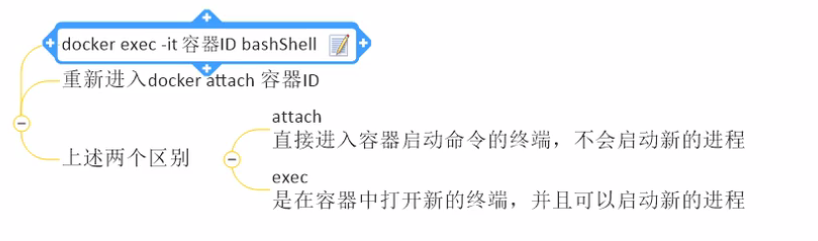 docker exec -it 容器ID bashShell
重新进入docker attach 容器ID
上述两个区别
attach
直接进入容器启动命令的终端，不会启动新的进程
exec
是在容器中打开新的终端，并且可以启动新的进程